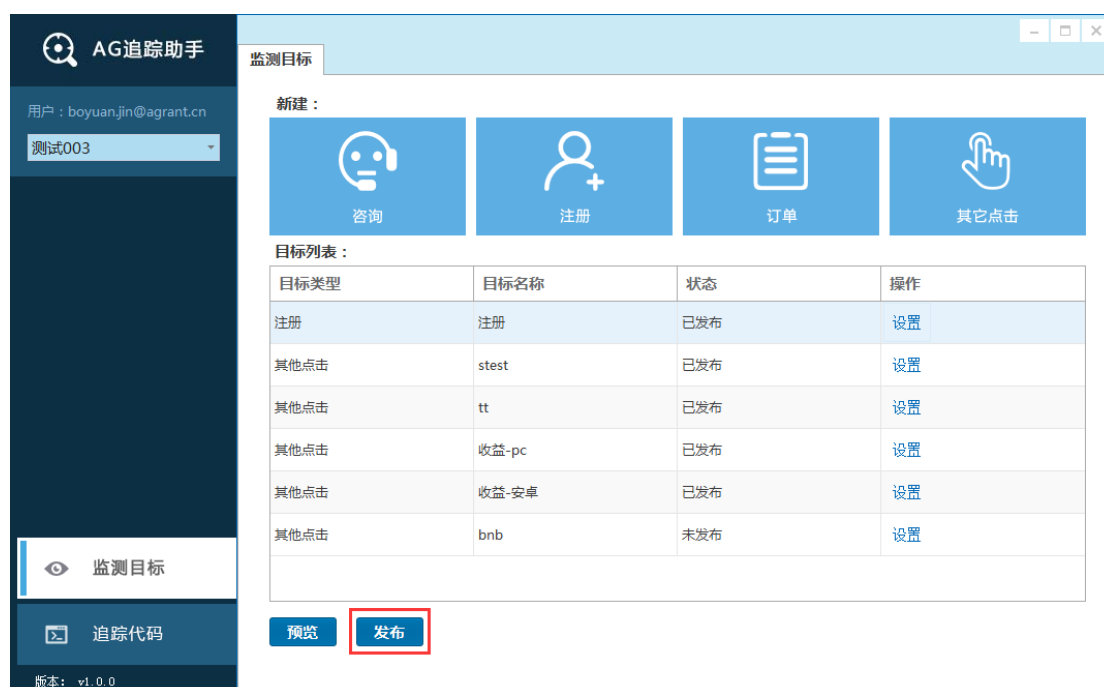 AG追踪助手
用户：boyuan.jin@agrant.cn
测试003
监测目标
追踪代码
版本： v1.0.0
监测目标
新建：
咨询 注册 订单 其它点击
目标列表：
目标类型 目标名称 状态 操作
注册 注册 已发布 设置
其他点击 stest 已发布 设置
其他点击 tt 已发布 设置
其他点击 收益-pc 已发布 设置
其他点击 收益-安卓 已发布 设置
其他点击 bnb 未发布 设置
预览 发布